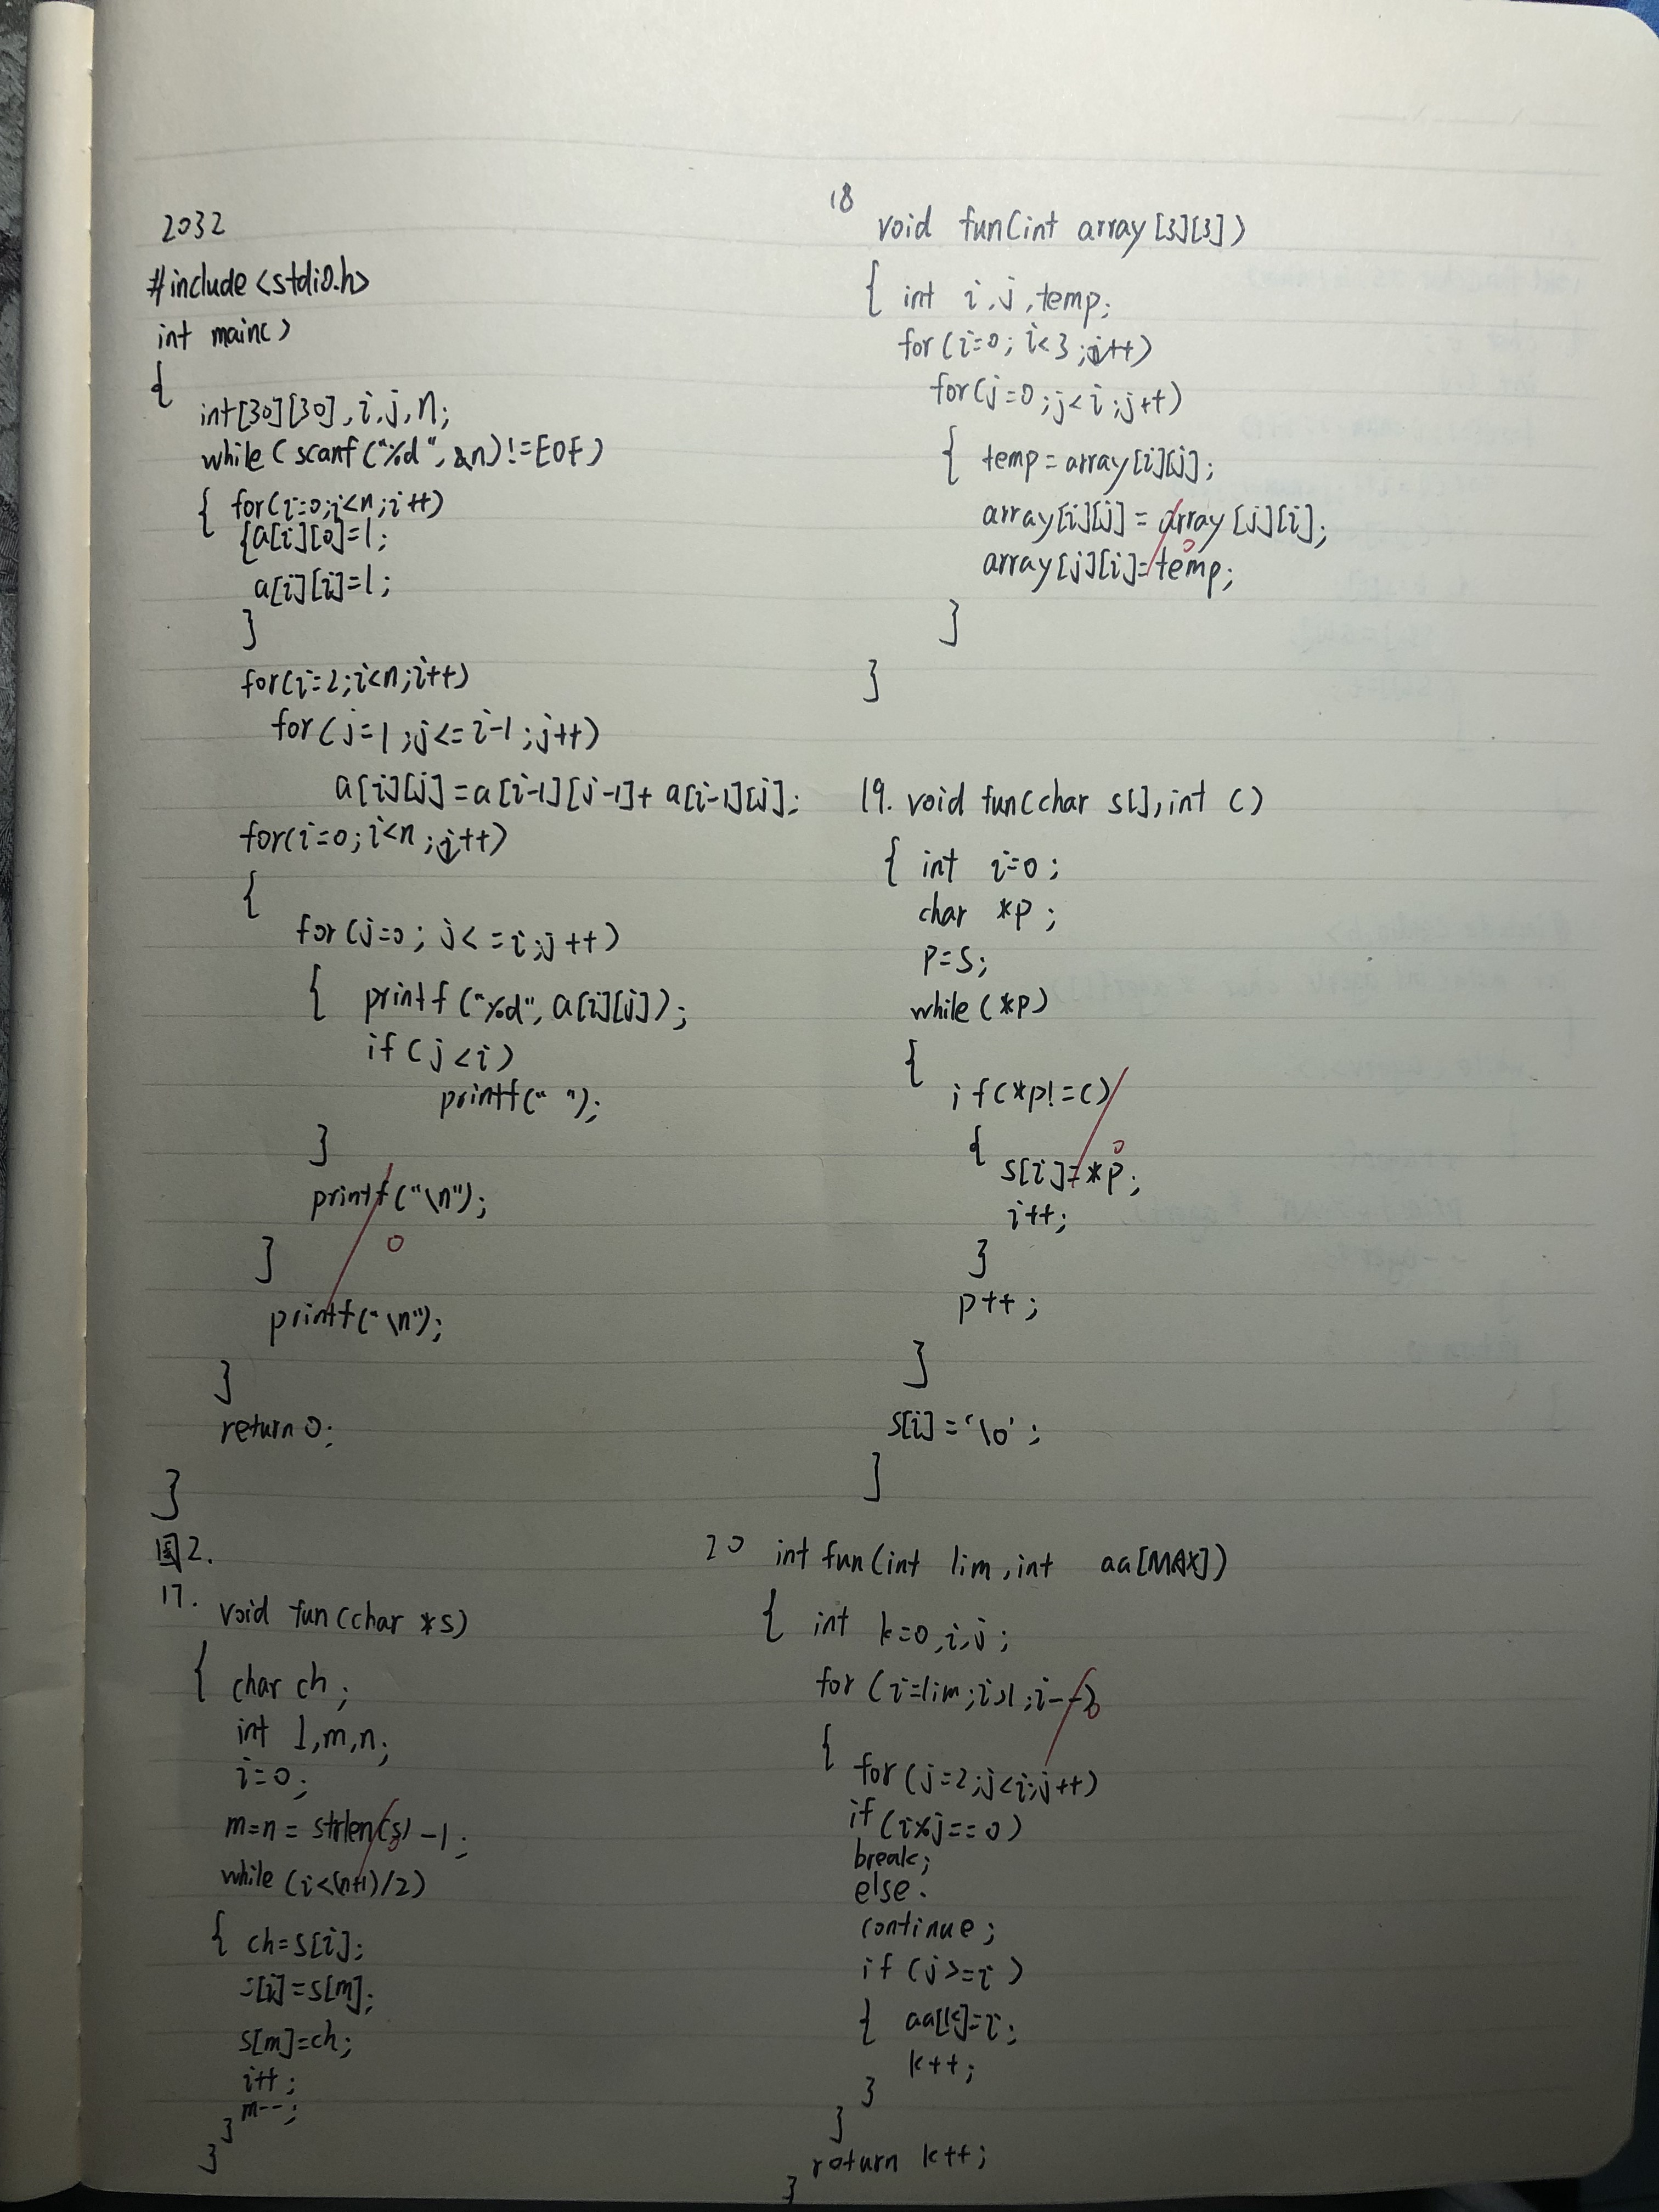 2032
#include<stdio.h>
int main()
{
int[30][30],i,j,n;
while(scanf("%d",&n)!=EOF)
{ for(i=0;i<n;i++)
{a[i][0]=1;
a[i][i]=1;
}
for(i=2;i<n;i++)
for(j=1;j<=i-1;j++)
a[i][j]=a[i-1][j-1]+a[i-1][j];
for(i=0;i<n;i++)
{
for(j=0;j<=i;j++)
{ printf("%d",a[i][j]);
if(j<i)
printf(" ");
}
printf("\n");
}
printf("\n");
}
return 0;
}
图2.
17. void fun(char *s)
{ char ch;
int 1,m,n;
i=0;
m=n=strlen(s)-1;
while(i<(n+1)/2)
{ ch=s[i];
s[i]=s[m];
s[m]=ch;
i++;
m--;
}
}
18 void fun(int array[3][3])
{ int i,j,temp;
for(i=0;i<3;i++)
for(j=0;j<i;j++)
{ temp=array[i][j];
array[i][j]=array[j][i];
array[j][i]=temp;
}
}
19. void fun(char s[],int c)
{ int i=0;
char *p;
p=s;
while(*p)
{
if(*p!=c)
{
s[i]=*p;
i++;
}
p++;
}
s[i]='\0';
}
20 int fun(int lim,int aa[MAX])
{ int k=0,i,j;
for(i=lim;i>1;i--)
{
for(j=2;j<i;j++)
if(i%j==0)
break;
else.
continue;
if(j>=i)
{ aa[k]=i;
k++;
}
}
return k++;
}